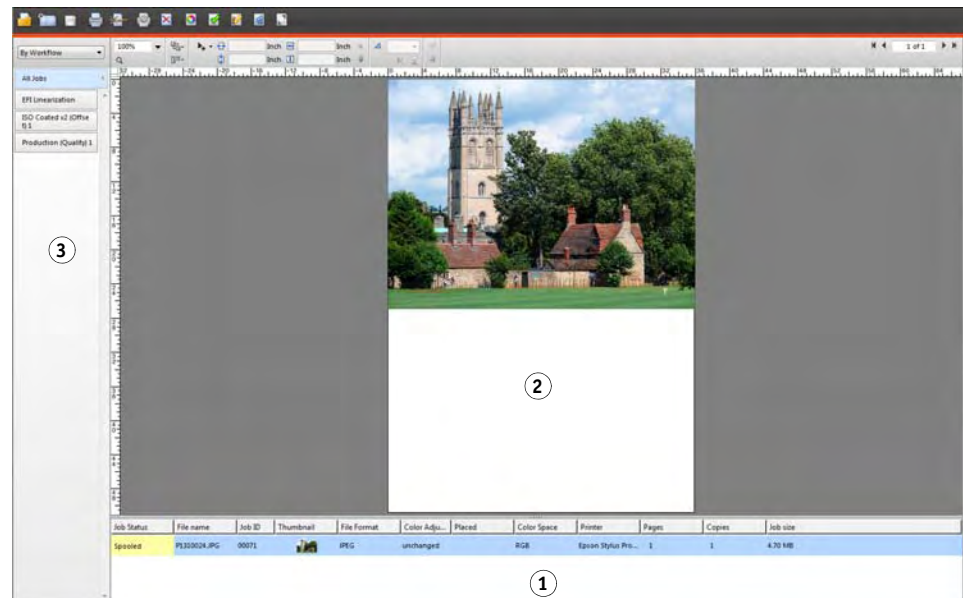 By Workflow
100%
Inch
Inch
1 of 1
Inch
Inch
All Jobs
EFI Linearization
ISO Coated v2 (Offse
t) 1
Production (Quality) 1
3
2
Job Status File name Job ID Thumbnail File Format Color Adju... Placed Color Space Printer Pages Copies Job size
Spooled P1310024.JPG 00071 JPEG unchanged RGB Epson Stylus Pro... 1 1 4.70 MB
1